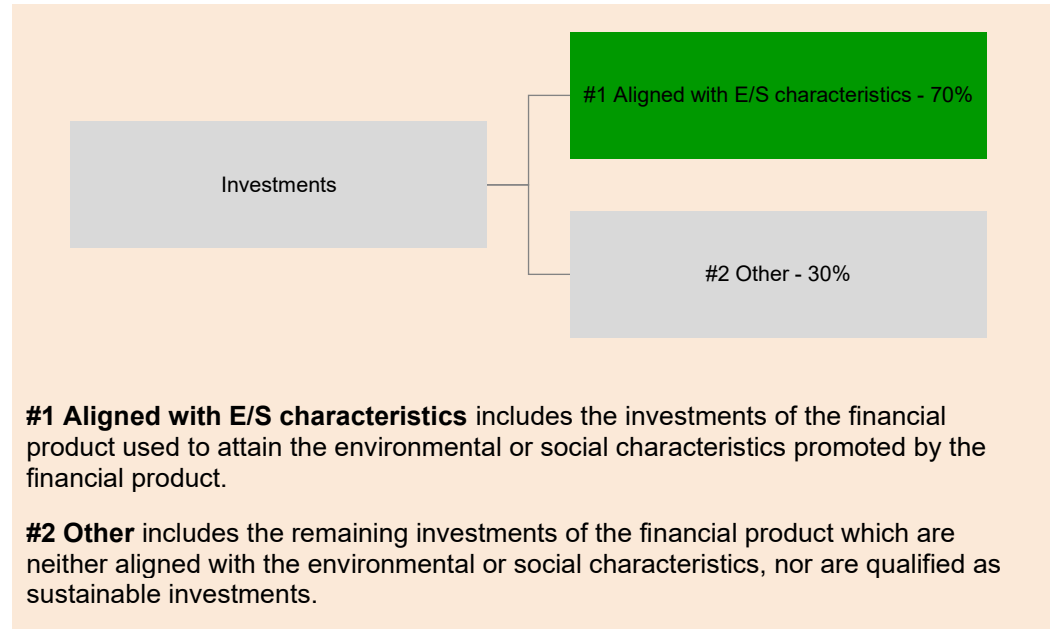 #1 Aligned with E/S characteristics - 70%
Investments
#2 Other - 30%
#1 Aligned with E/S characteristics includes the investments of the financial
product used to attain the environmental or social characteristics promoted by the
financial product.
#2 Other includes the remaining investments of the financial product which are
neither aligned with the environmental or social characteristics, nor are qualified as
sustainable investments.